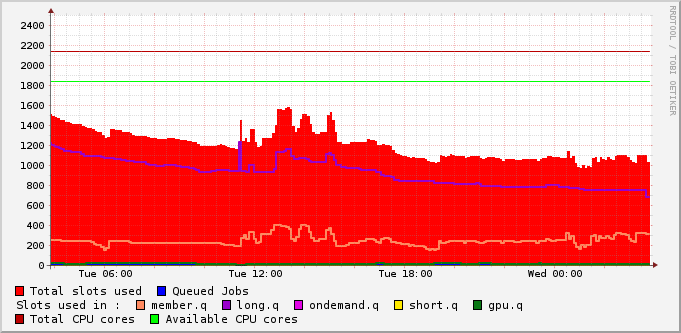 2400
2200
2000
1800
1600
1400
1200
1000
800
600
400
200
0
Tue 06:00 Tue 12:00 Tue 18:00 Wed 00:00
RRDTOOL / TOBI OETIKER
Total slots used Queued Jobs
Slots used in : member.q long.q ondemand.q short.q gpu.q
Total CPU cores Available CPU cores